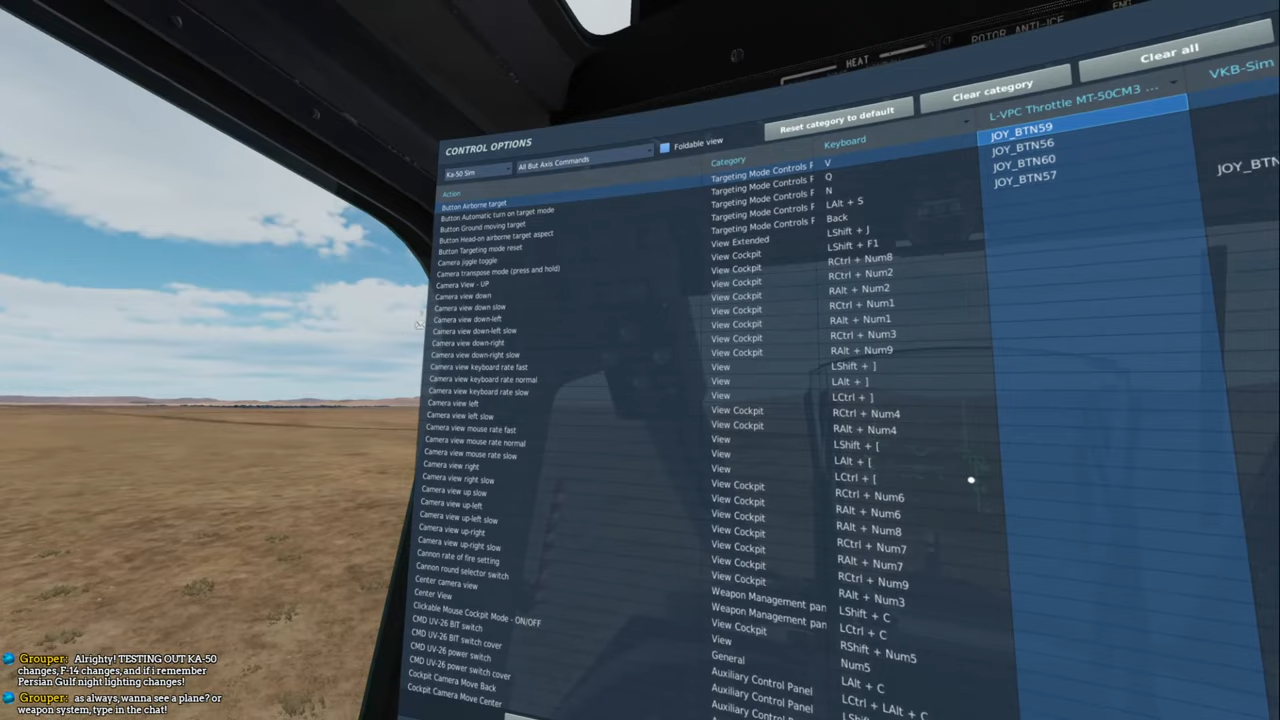 HEAT
ROTOR ANTI-ICE
ENG
CONTROL OPTIONS
Reset category to default
Clear category
Clear all
Ka-50 Sim
All But Axis Commands
Foldable view
Action
Category
Keyboard
L-VPC Throttle MT-50CM3 ...
VKB-Sim
Button Airborne target
Button Automatic turn on target mode
Button Ground moving target
Button Head-on airborne target aspect
Button Targeting mode reset
Camera jiggle toggle
Camera transpose mode (press and hold)
Camera View - UP
Camera view down
Camera view down slow
Camera view down-left
Camera view down-left slow
Camera view down-right
Camera view down-right slow
Camera view keyboard rate fast
Camera view keyboard rate normal
Camera view keyboard rate slow
Camera view left
Camera view left slow
Camera view mouse rate fast
Camera view mouse rate normal
Camera view mouse rate slow
Camera view right
Camera view right slow
Camera view up slow
Camera view up-left
Camera view up-left slow
Camera view up-right
Camera view up-right slow
Cannon rate of fire setting
Cannon round selector switch
Center camera view
Center View
Clickable Mouse Cockpit Mode - ON/OFF
CMD UV-26 BIT switch
CMD UV-26 BIT switch cover
CMD UV-26 power switch
CMD UV-26 power switch cover
Cockpit Camera Move Back
Cockpit Camera Move Center
Targeting Mode Controls P
Targeting Mode Controls P
Targeting Mode Controls P
Targeting Mode Controls P
Targeting Mode Controls P
View Extended
View Cockpit
View Cockpit
View Cockpit
View Cockpit
View Cockpit
View Cockpit
View Cockpit
View Cockpit
View
View
View
View Cockpit
View Cockpit
View
View
View
View Cockpit
View Cockpit
View Cockpit
View Cockpit
View Cockpit
View Cockpit
View Cockpit
Weapon Management pan
Weapon Management pan
View Cockpit
View
General
Auxiliary Control Panel
Auxiliary Control Panel
Auxiliary Control Panel
V
Q
N
LAlt + S
Back
LShift + J
LShift + F1
RCtrl + Num8
RCtrl + Num2
RAlt + Num2
RCtrl + Num1
RAlt + Num1
RCtrl + Num3
RAlt + Num9
LShift + ]
LAlt + ]
LCtrl + ]
RCtrl + Num4
RAlt + Num4
LShift + [
LAlt + [
LCtrl + [
RCtrl + Num6
RAlt + Num6
RAlt + Num8
RCtrl + Num7
RAlt + Num7
RCtrl + Num9
RAlt + Num3
LShift + C
LCtrl + C
RShift + Num5
Num5
LAlt + C
LCtrl + LAlt + C
JOY_BTN59
JOY_BTN56
JOY_BTN60
JOY_BTN57
JOY_BTN
Grouper: Alrighty! TESTING OUT KA-50
changes, F-14 changes, and if i remember
Persian Gulf night lighting changes!
Grouper: as always, wanna see a plane? or
weapon system, type in the chat!